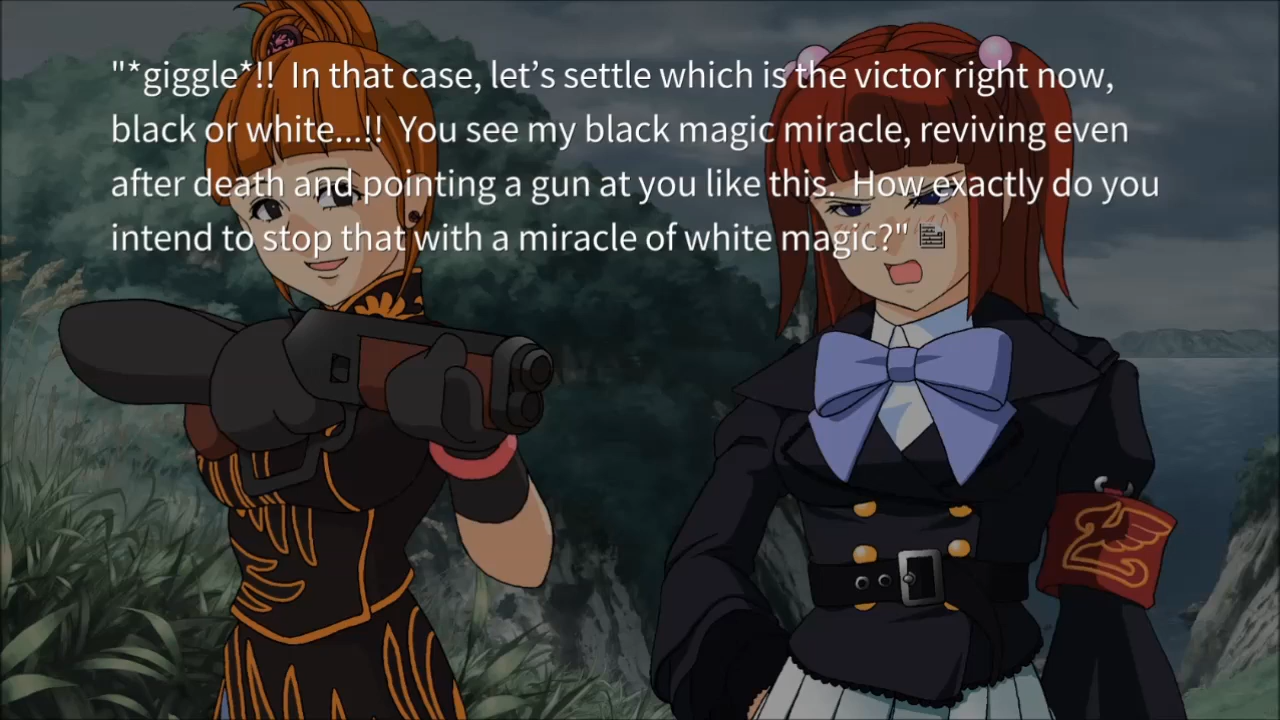 "*giggle*!!  In that case, let’s settle which is the victor right now,
black or white...!!  You see my black magic miracle, reviving even
after death and pointing a gun at you like this.  How exactly do you
intend to stop that with a miracle of white magic?"